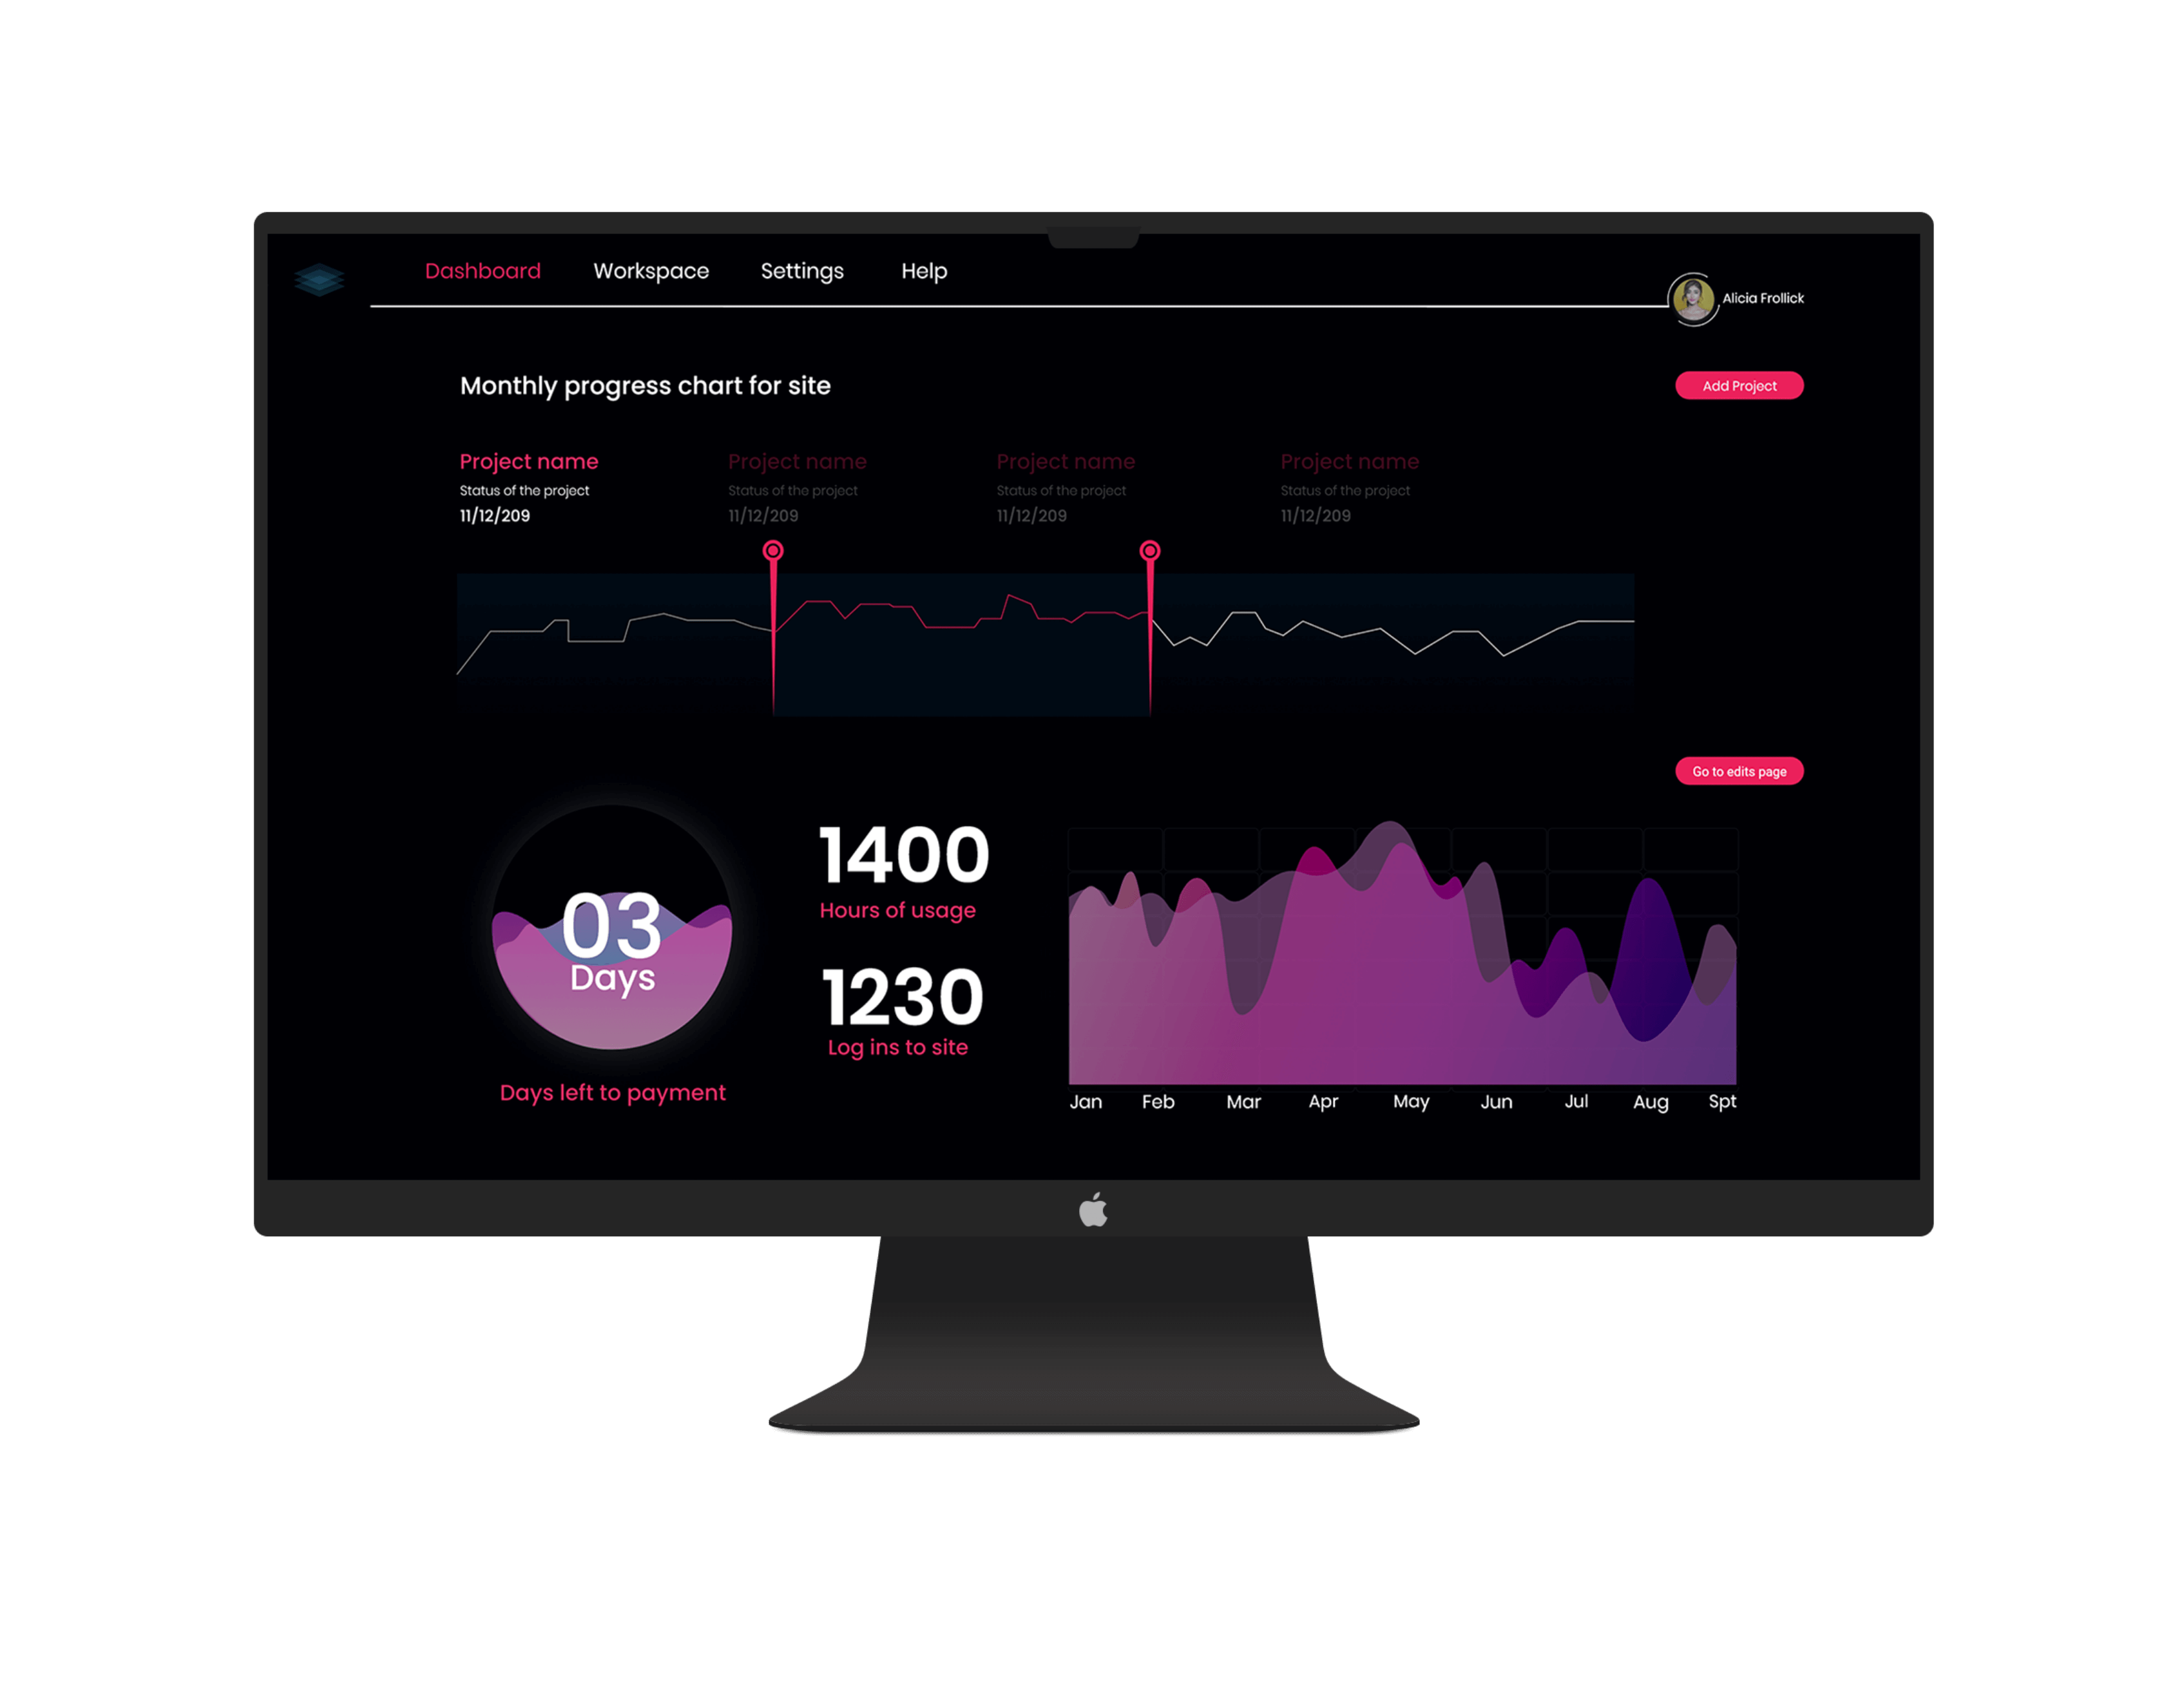 Dashboard Workspace Settings Help
Alicia Frollick
Monthly progress chart for site
Add Project
Project name Project name Project name Project name
Status of the project Status of the project Status of the project Status of the project
11/12/209 11/12/209 11/12/209 11/12/209
Go to edits page
03
Days
Days left to payment
1400
Hours of usage
1230
Log ins to site
Jan Feb Mar Apr May Jun Jul Aug Spt